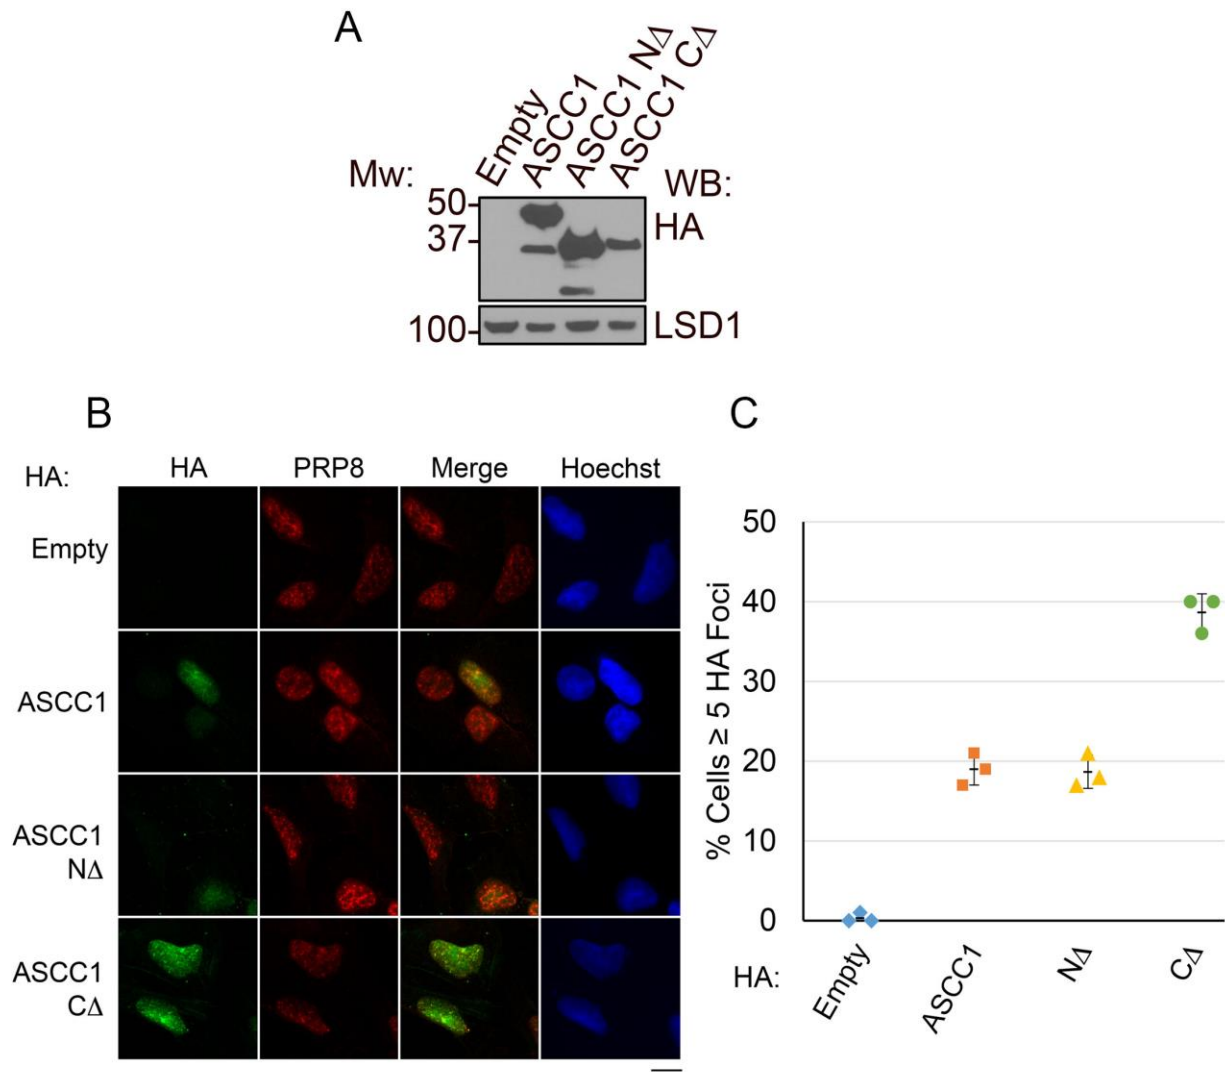 A
Empty
ASCC1
ASCC1 NΔ
ASCC1 CΔ
Mw:
WB:
50
37
HA
100
LSD1
B
HA:
HA PRP8 Merge Hoechst
Empty
ASCC1
ASCC1
NΔ
ASCC1
CΔ
C
% Cells ≥ 5 HA Foci
50
40
30
20
10
0
HA:
Empty
ASCC1
NΔ
CΔ